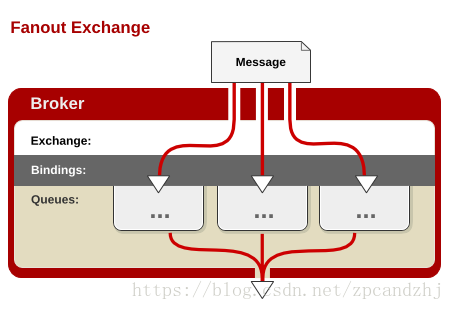 Fanout Exchange
Message
Broker
Exchange:
Bindings:
Queues:
... ... ...
https://blog.csdn.net/zpcandzhj